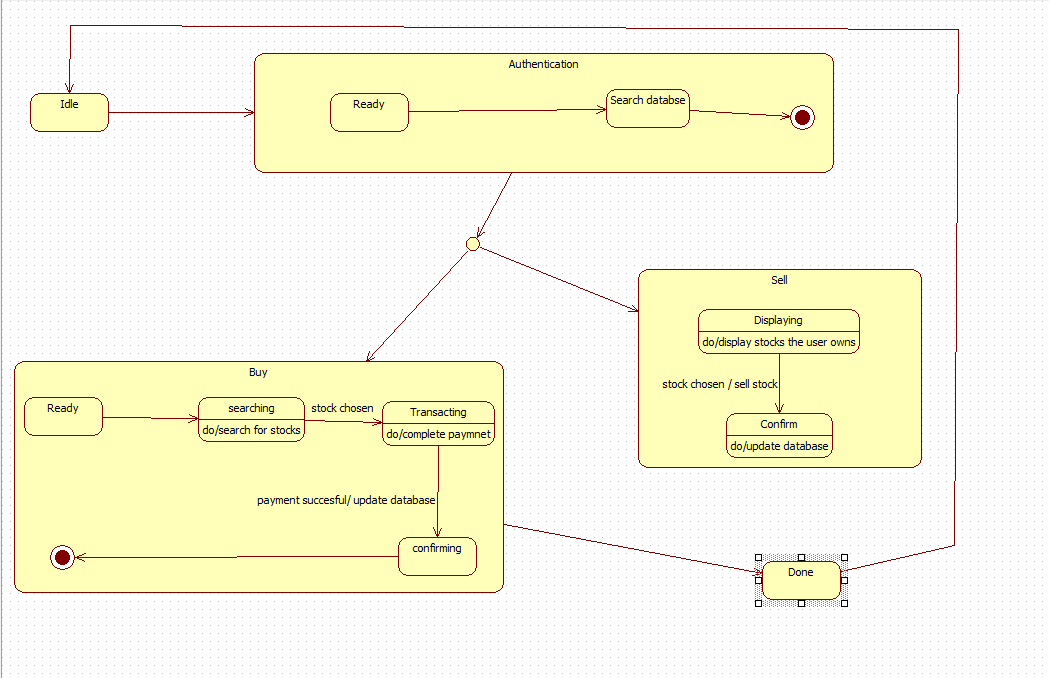 Authentication
Idle
Ready
Search databse
Sell
Displaying
do/display stocks the user owns
stock chosen / sell stock
Confirm
do/update database
Buy
Ready
searching
do/search for stocks
stock chosen
Transacting
do/complete paymnet
payment succesful/ update database
confirming
Done